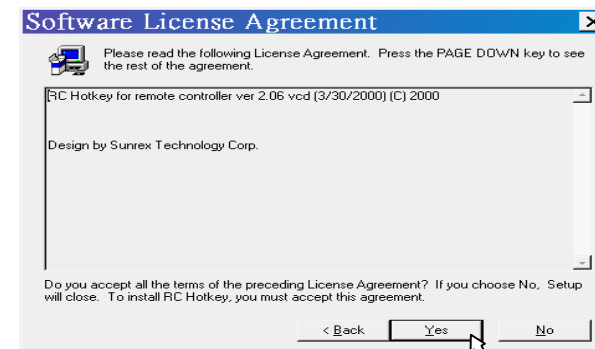 Software License Agreement
Please read the following License Agreement. Press the PAGE DOWN key to see
the rest of the agreement.
RC Hotkey for remote controller ver 2.06 vcd (3/30/2000) (C) 2000
Design by Sunrex Technology Corp.
Do you accept all the terms of the preceding License Agreement? If you choose No, Setup
will close. To install RC Hotkey, you must accept this agreement.
< Back Yes No